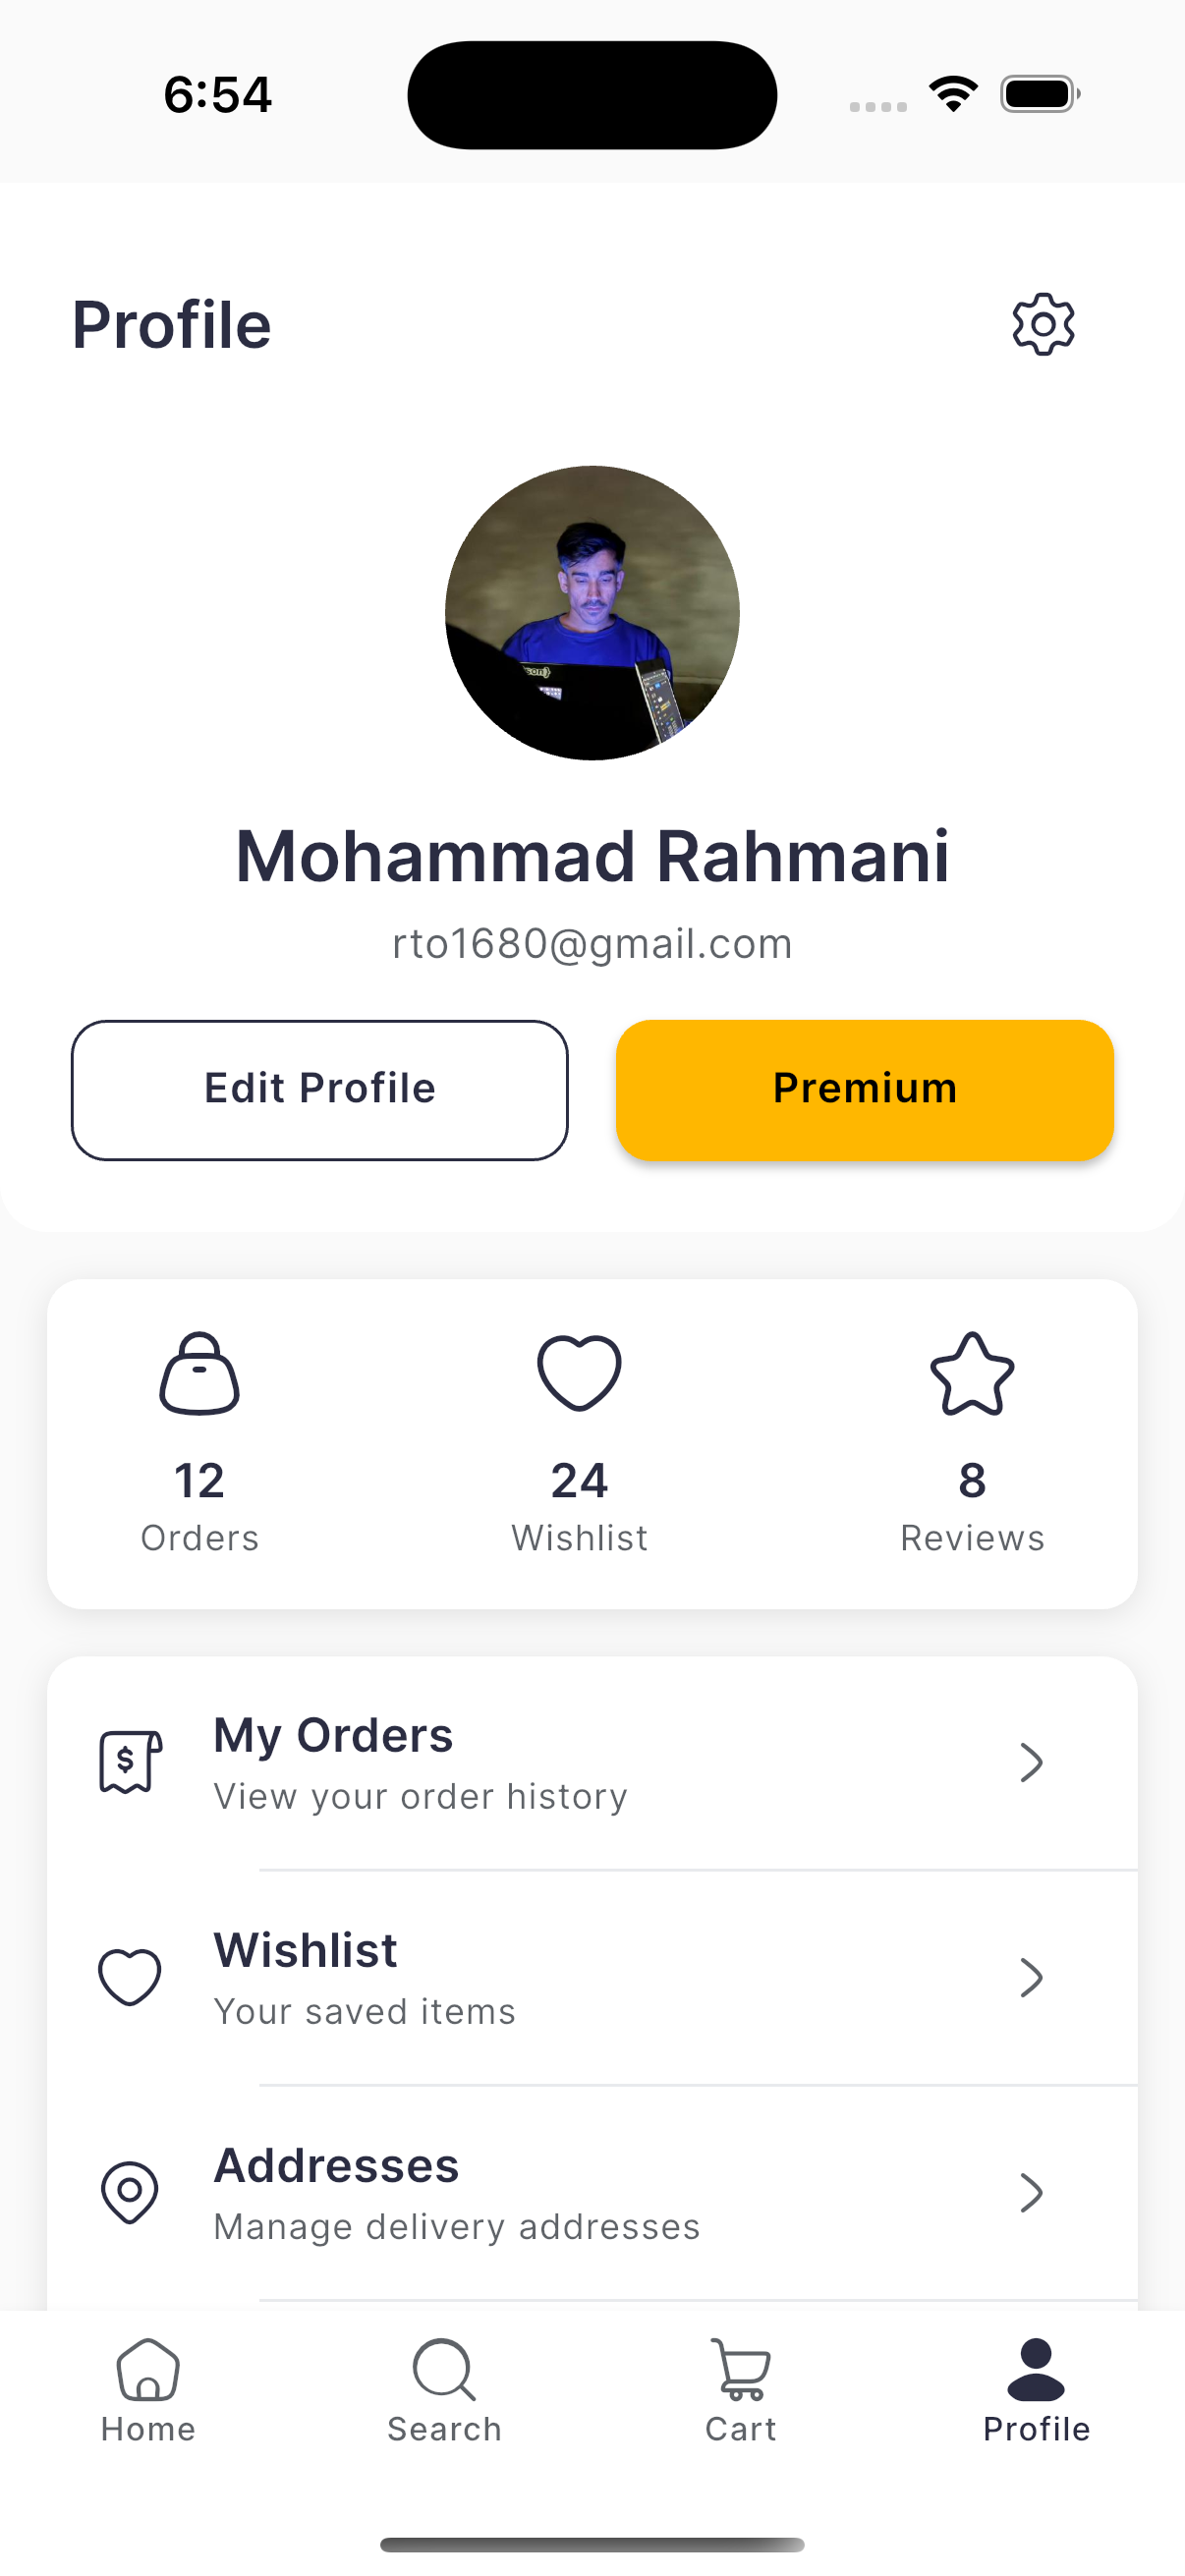 6:54
Profile
Mohammad Rahmani
rto1680@gmail.com
Edit Profile
Premium
12
Orders
24
Wishlist
8
Reviews
$
My Orders
View your order history
Wishlist
Your saved items
Addresses
Manage delivery addresses
Home
Search
Cart
Profile